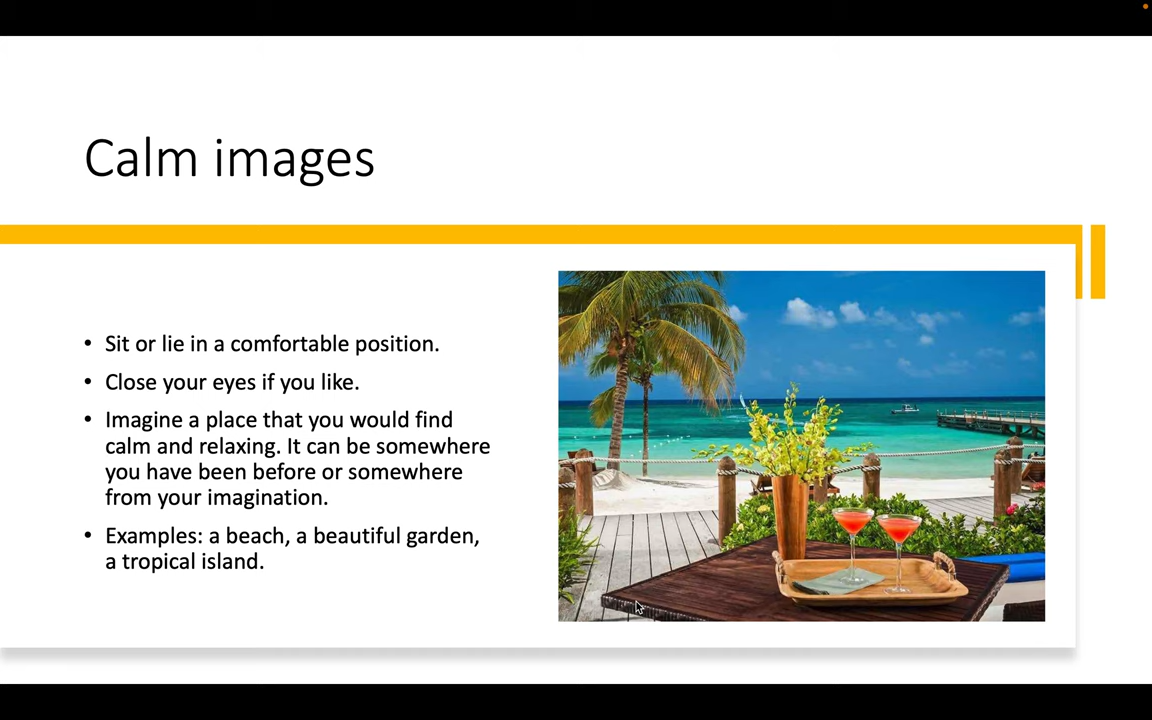 Calm images
• Sit or lie in a comfortable position.
• Close your eyes if you like.
• Imagine a place that you would find
calm and relaxing. It can be somewhere
you have been before or somewhere
from your imagination.
• Examples: a beach, a beautiful garden,
a tropical island.